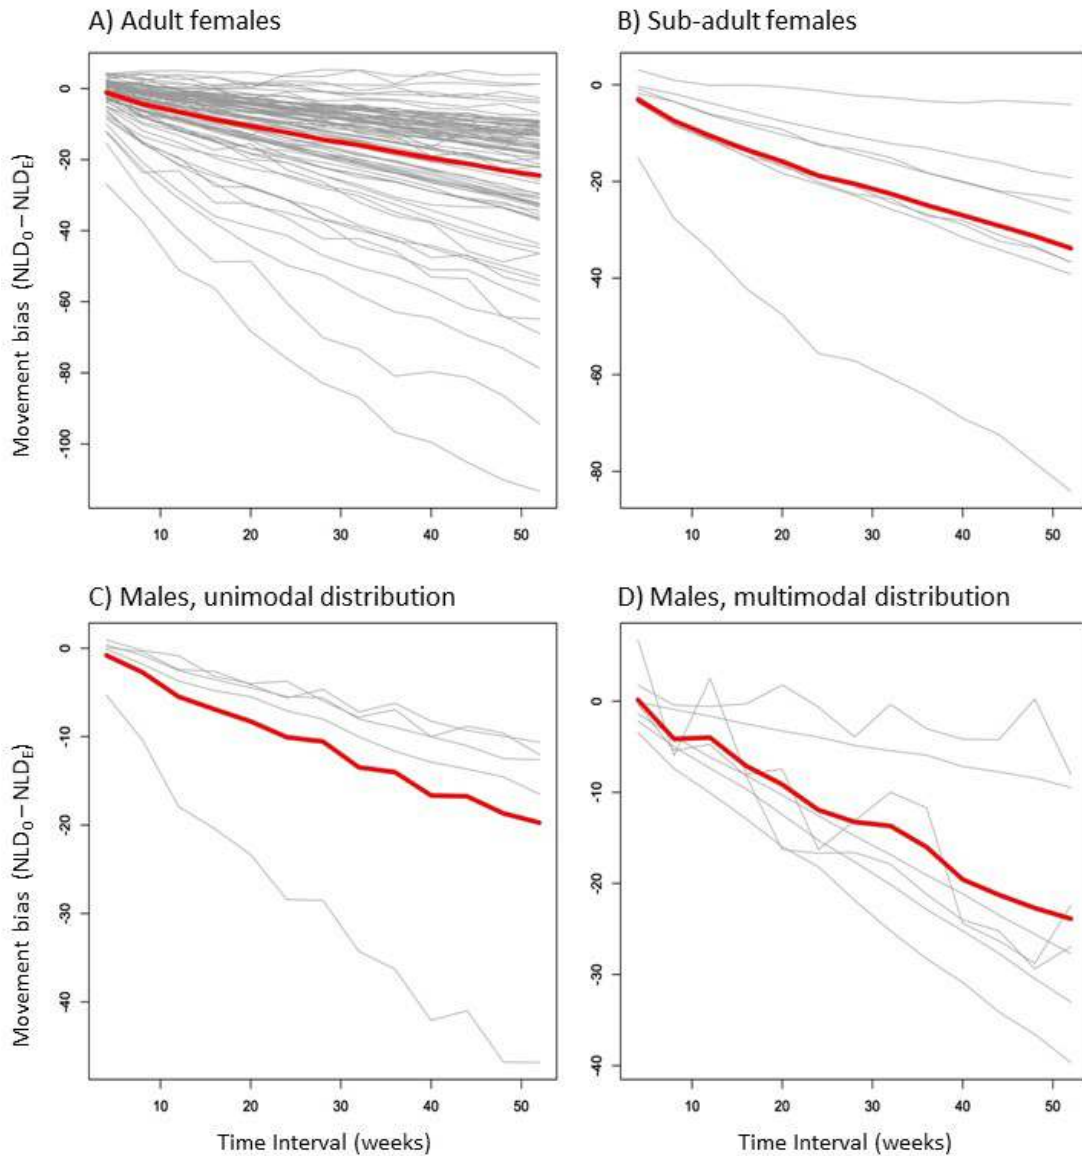 A) Adult females
B) Sub-adult females
Movement bias (NLD0 – NLDE)
0
20
40
-60
-80
-100
10 20 30 40 50
0
20
40
-60
-80
10 20 30 40 50
C) Males, unimodal distribution
D) Males, multimodal distribution
Movement bias (NLD0 – NLDE)
0
-10
20
-30
40
10 20 30 40 50
0
-10
-20
-30
-40
10 20 30 40 50
Time Interval (weeks)
Time Interval (weeks)